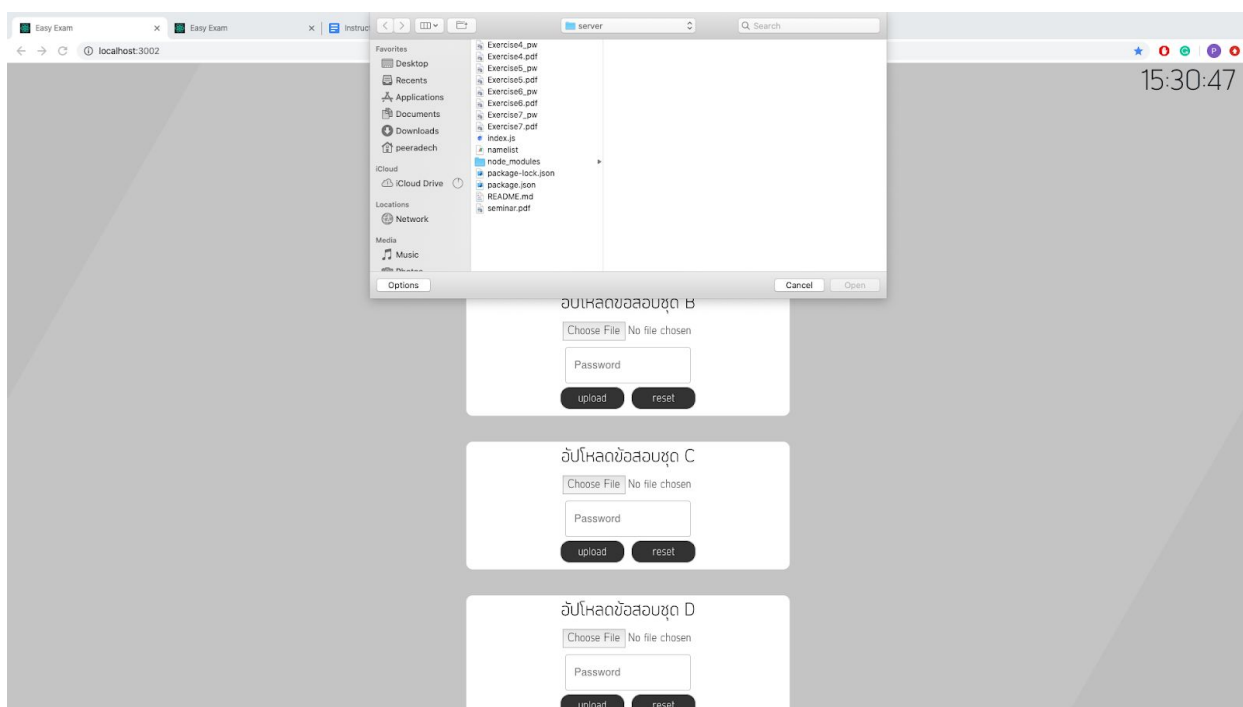 Easy Exam
Easy Exam
Instruc
server
Search
localhost:3002
P
15:30:47
Favorites
Desktop
Recents
Applications
Documents
Downloads
peeradech
iCloud
iCloud Drive
Locations
Network
Media
Music
Photos
Exercise4_pw
Exercise4.pdf
Exercise5_pw
Exercise5.pdf
Exercise6_pw
Exercise6.pdf
Exercise7_pw
Exercise7.pdf
index.js
namelist
node_modules
package-lock.json
package.json
README.md
seminar.pdf
Options
Cancel
Open
อัปโหลดข้อสอบชุด B
Choose File No file chosen
Password
upload reset
อัปโหลดข้อสอบชุด C
Choose File No file chosen
Password
upload reset
อัปโหลดข้อสอบชุด D
Choose File No file chosen
Password
upload reset